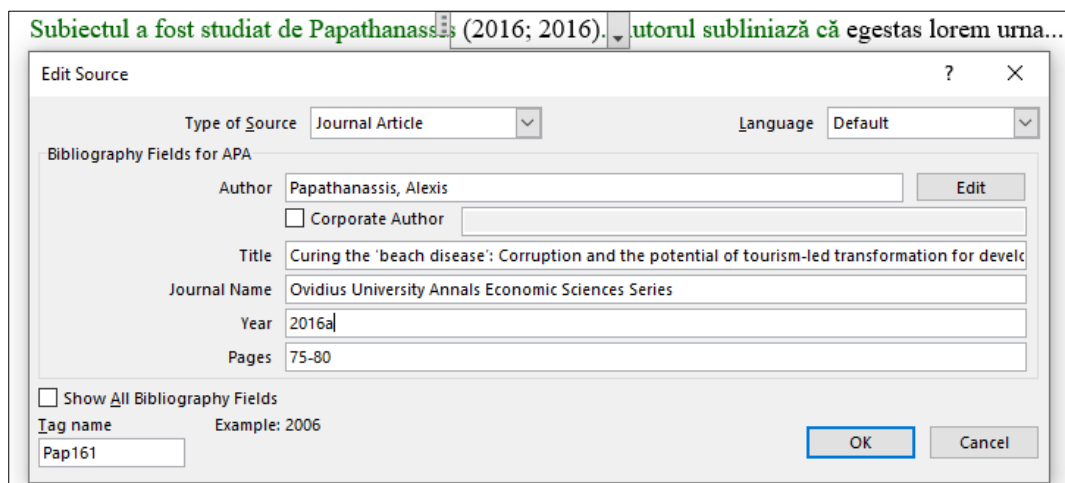 Subiectul a fost studiat de Papathanassis (2016; 2016). utorul subliniază că egestas lorem urna...
Edit Source ? ×
Type of Source Journal Article Language Default
Bibliography Fields for APA
Author Papathanassis, Alexis Edit
Corporate Author
Title Curing the 'beach disease': Corruption and the potential of tourism-led transformation for develo
Journal Name Ovidius University Annals Economic Sciences Series
Year 2016a
Pages 75-80
Show All Bibliography Fields
Tag name Example: 2006
Pap161 OK Cancel